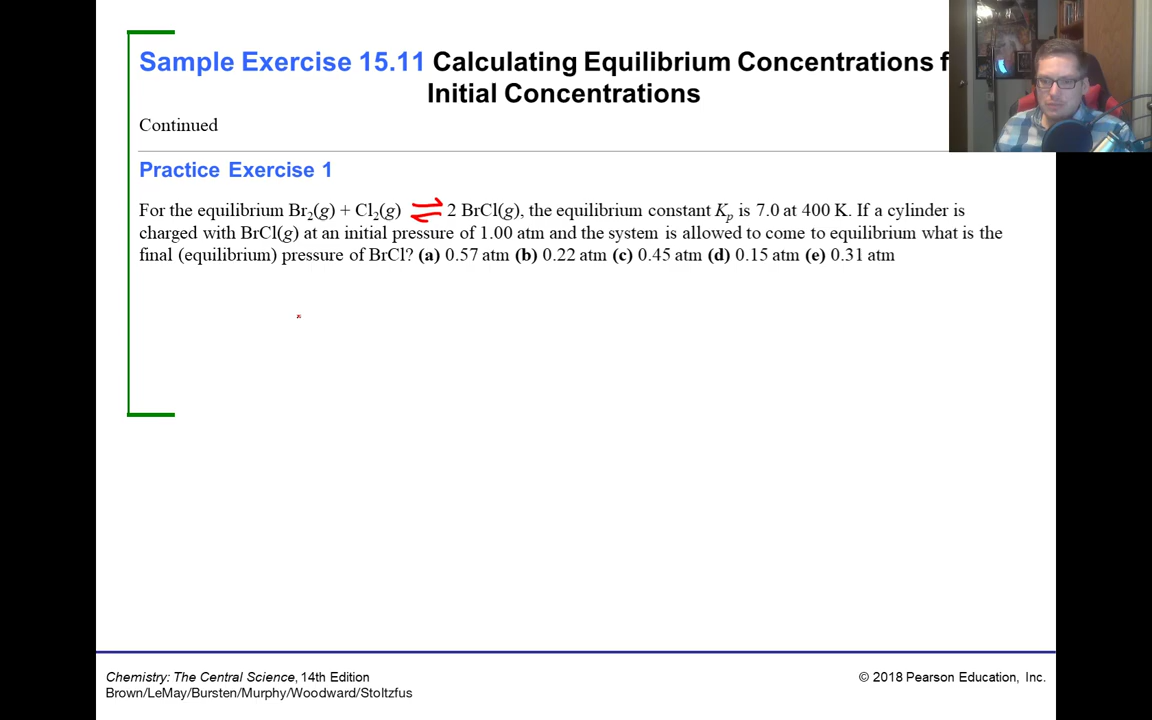 Sample Exercise 15.11 Calculating Equilibrium Concentrations f
Initial Concentrations
Continued
Practice Exercise 1
For the equilibrium Br₂(g) + Cl₂(g) ⇌ 2 BrCl(g), the equilibrium constant Kₚ is 7.0 at 400 K. If a cylinder is
charged with BrCl(g) at an initial pressure of 1.00 atm and the system is allowed to come to equilibrium what is the
final (equilibrium) pressure of BrCl? (a) 0.57 atm (b) 0.22 atm (c) 0.45 atm (d) 0.15 atm (e) 0.31 atm
Chemistry: The Central Science, 14th Edition
Brown/LeMay/Bursten/Murphy/Woodward/Stoltzfus
© 2018 Pearson Education, Inc.